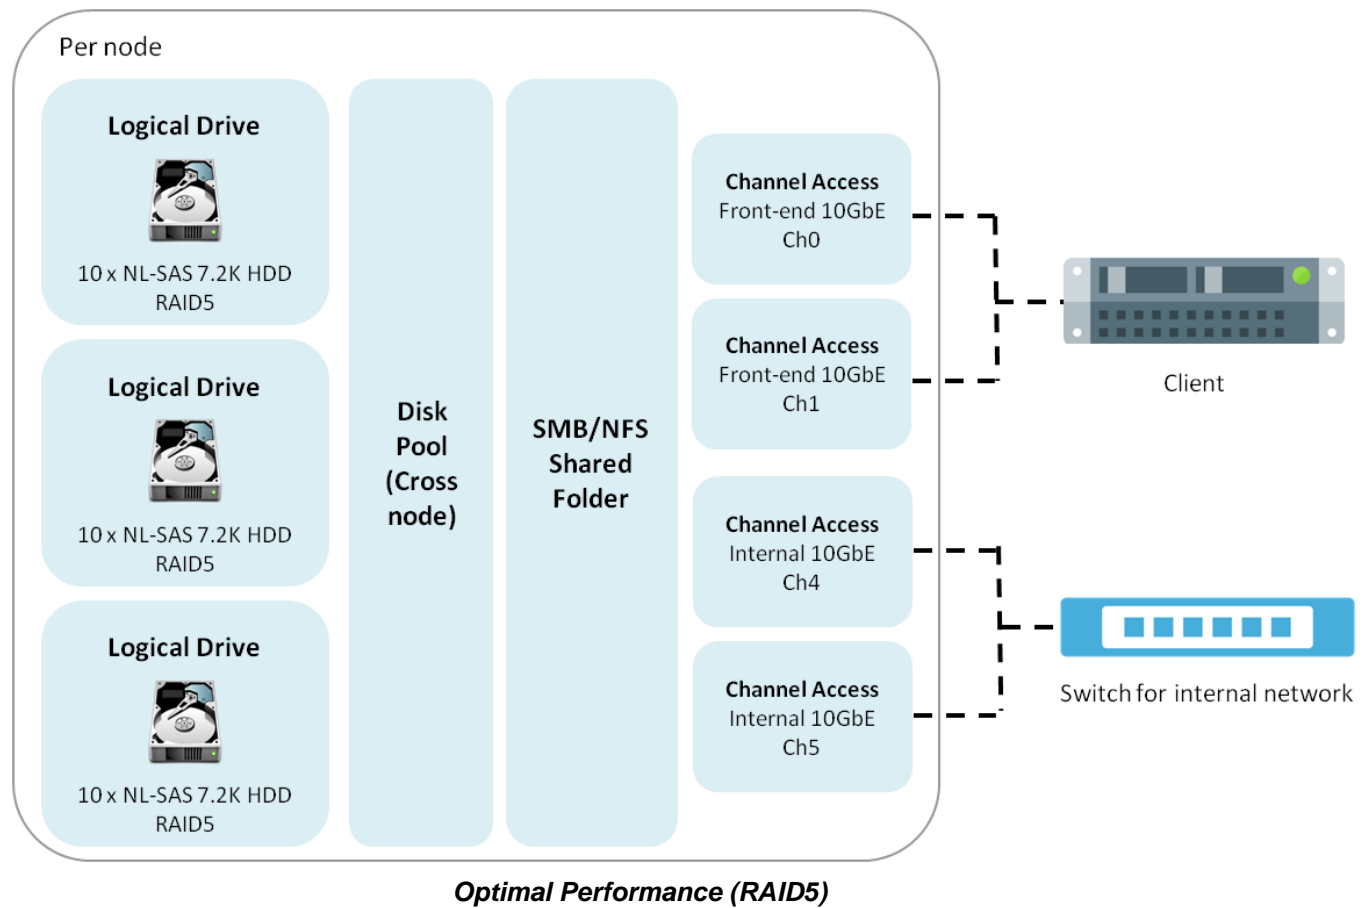 Per node
Logical Drive
10 x NL-SAS 7.2K HDD
RAID5
Logical Drive
10 x NL-SAS 7.2K HDD
RAID5
Logical Drive
10 x NL-SAS 7.2K HDD
RAID5
Disk
Pool
(Cross
node)
SMB/NFS
Shared
Folder
Channel Access
Front-end 10GbE
Ch0
Channel Access
Front-end 10GbE
Ch1
Channel Access
Internal 10GbE
Ch4
Channel Access
Internal 10GbE
Ch5
Client
Switch for internal network
Optimal Performance (RAID5)